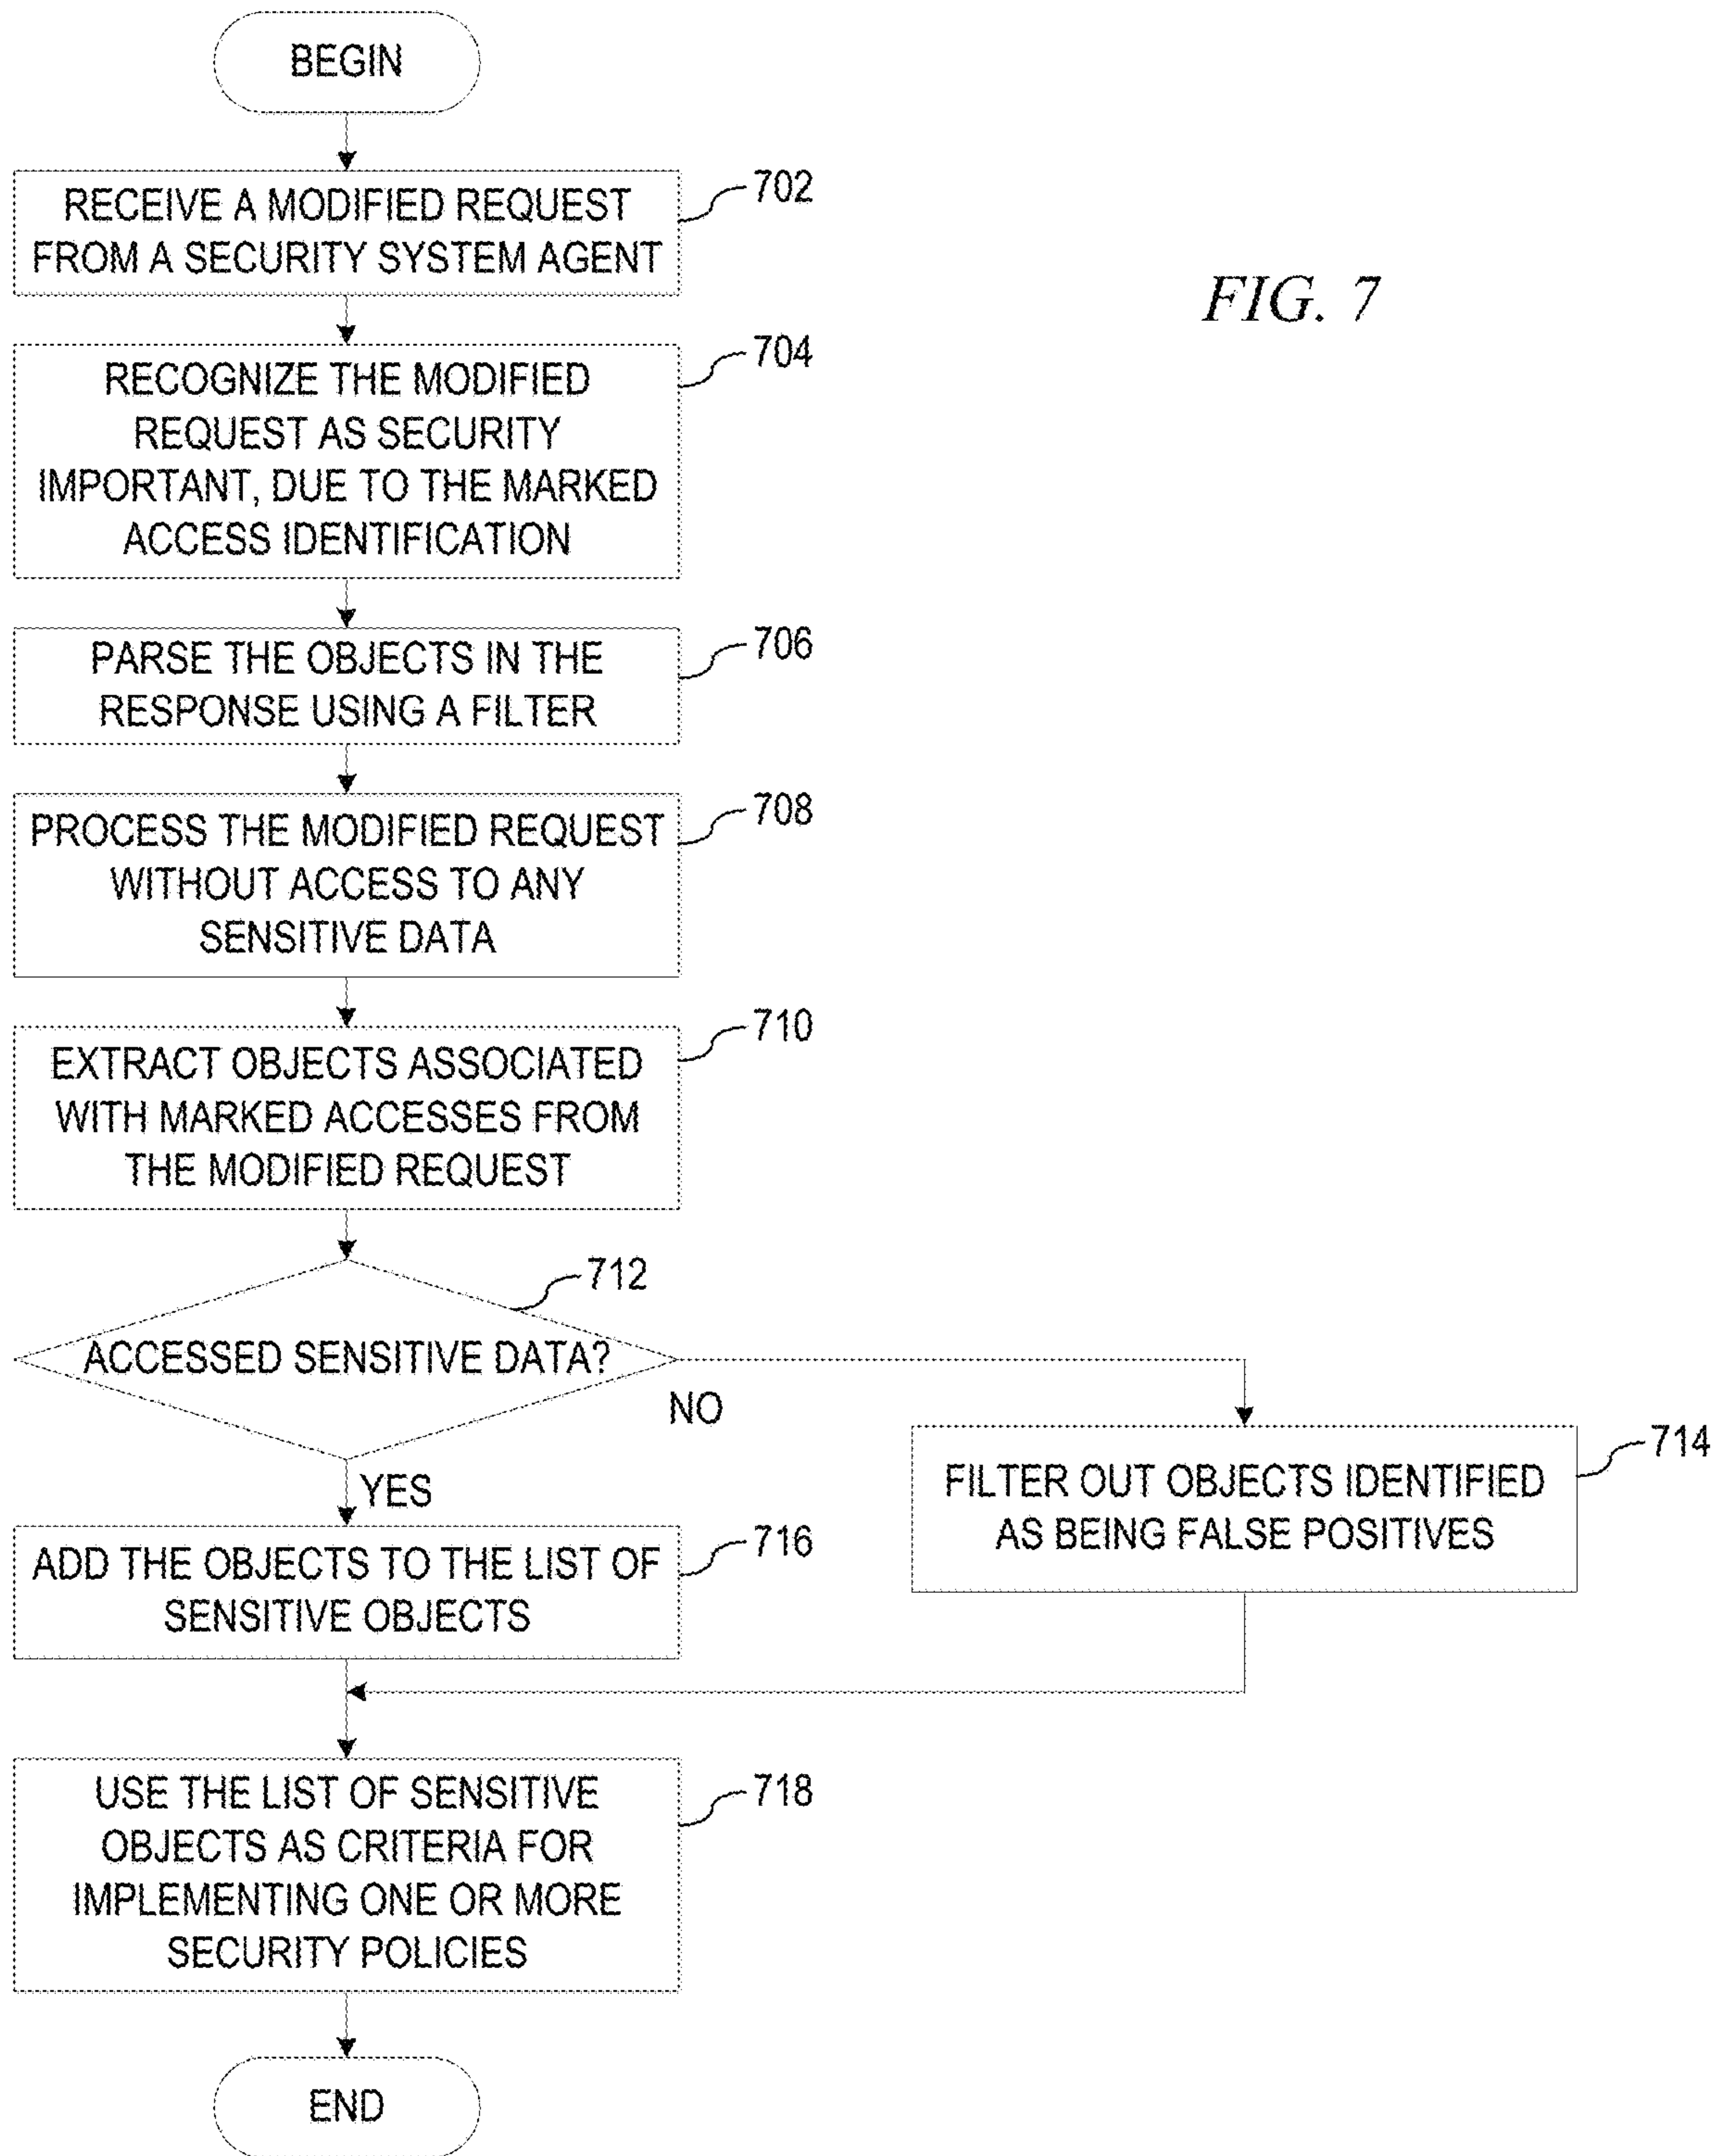 BEGIN
RECEIVE A MODIFIED REQUEST
FROM A SECURITY SYSTEM AGENT
702
FIG. 7
RECOGNIZE THE MODIFIED
REQUEST AS SECURITY
IMPORTANT, DUE TO THE MARKED
ACCESS IDENTIFICATION
704
PARSE THE OBJECTS IN THE
RESPONSE USING A FILTER
706
PROCESS THE MODIFIED REQUEST
WITHOUT ACCESS TO ANY
SENSITIVE DATA
708
EXTRACT OBJECTS ASSOCIATED
WITH MARKED ACCESSES FROM
THE MODIFIED REQUEST
710
712
ACCESSED SENSITIVE DATA?
NO
YES
FILTER OUT OBJECTS IDENTIFIED
AS BEING FALSE POSITIVES
714
ADD THE OBJECTS TO THE LIST OF
SENSITIVE OBJECTS
716
USE THE LIST OF SENSITIVE
OBJECTS AS CRITERIA FOR
IMPLEMENTING ONE OR MORE
SECURITY POLICIES
718
END